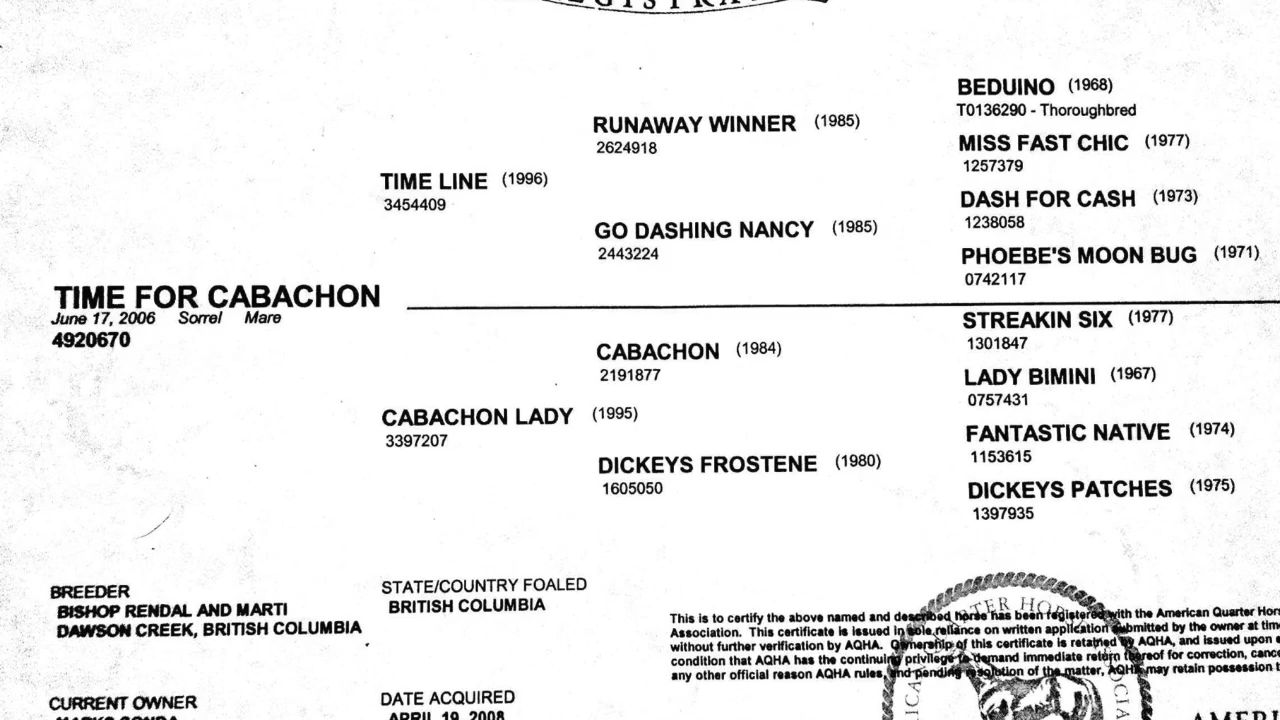 BEDUINO (1968)
T0136290 - Thoroughbred
RUNAWAY WINNER (1985)
2624918
MISS FAST CHIC (1977)
1257379
TIME LINE (1996)
3454409
DASH FOR CASH (1973)
1238058
GO DASHING NANCY (1985)
2443224
PHOEBE'S MOON BUG (1971)
0742117
TIME FOR CABACHON
June 17, 2006 Sorrel Mare
4920670
STREAKIN SIX (1977)
1301847
CABACHON (1984)
2191877
LADY BIMINI (1967)
0757431
CABACHON LADY (1995)
3397207
FANTASTIC NATIVE (1974)
1153615
DICKEYS FROSTENE (1980)
1605050
DICKEYS PATCHES (1975)
1397935
BREEDER
BISHOP RENDAL AND MARTI
DAWSON CREEK, BRITISH COLUMBIA
STATE/COUNTRY FOALED
BRITISH COLUMBIA
This is to certify the above named and described horse has been registered with the American Quarter Hors
Association. This certificate is issued in sole reliance on written application submitted by the owner at time
without further verification by AQHA. Ownership of this certificate is retained by AQHA, and issued upon
condition that AQHA has the continuing privilege to demand immediate return thereof for correction, cance
any other official reason AQHA rules, and pending resolution of the matter, AQHA may retain possession
CURRENT OWNER
DATE ACQUIRED
APRIL 19, 2008
AMERI